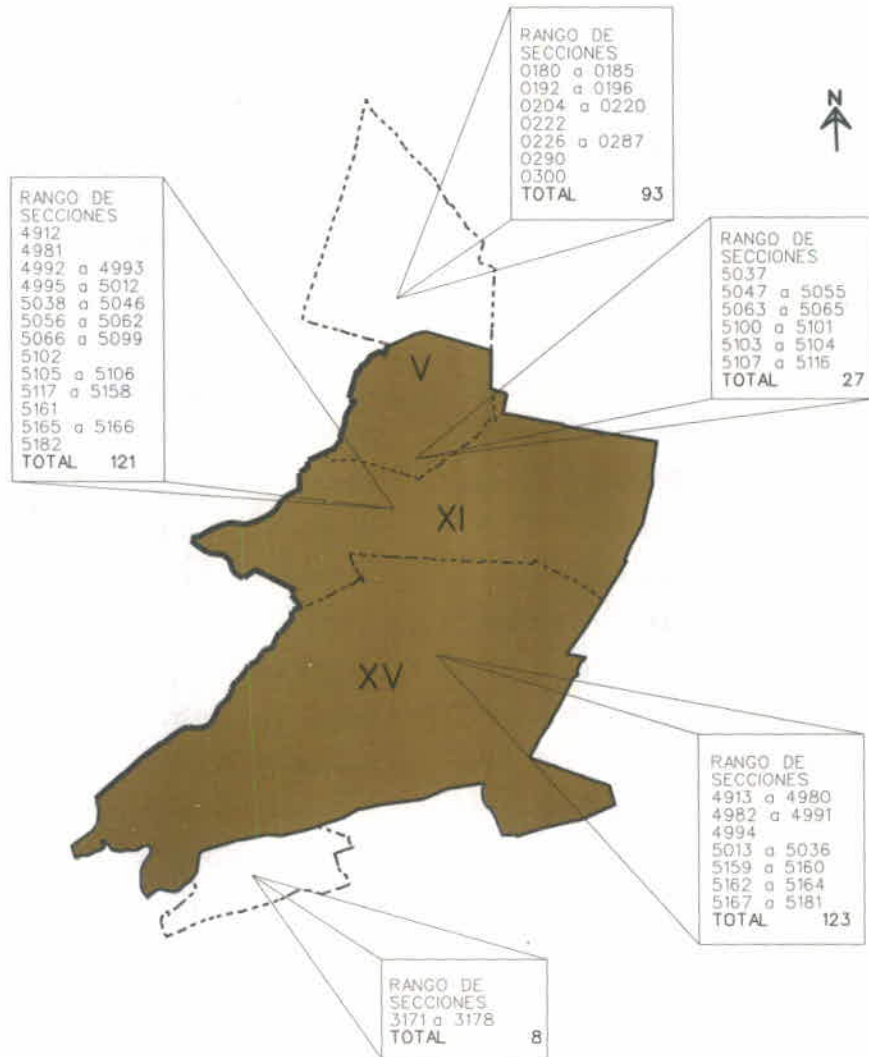 RANGO DE
SECCIONES
0180 a 0185
0192 a 0196
0204 a 0220
0222
0226 a 0287
0290
0300
TOTAL 93
N
RANGO DE
SECCIONES
4912
4981
4992 a 4993
4995 a 5012
5038 a 5046
5056 a 5062
5066 a 5099
5102
5105 a 5106
5117 a 5158
5161
5165 a 5166
5182
TOTAL 121
RANGO DE
SECCIONES
5037
5047 a 5055
5063 a 5065
5100 a 5101
5103 a 5104
5107 a 5116
TOTAL 27
V
XI
XV
RANGO DE
SECCIONES
4913 a 4980
4982 a 4991
4994
5013 a 5036
5159 a 5160
5162 a 5164
5167 a 5181
TOTAL 123
RANGO DE
SECCIONES
3171 a 3178
TOTAL 8